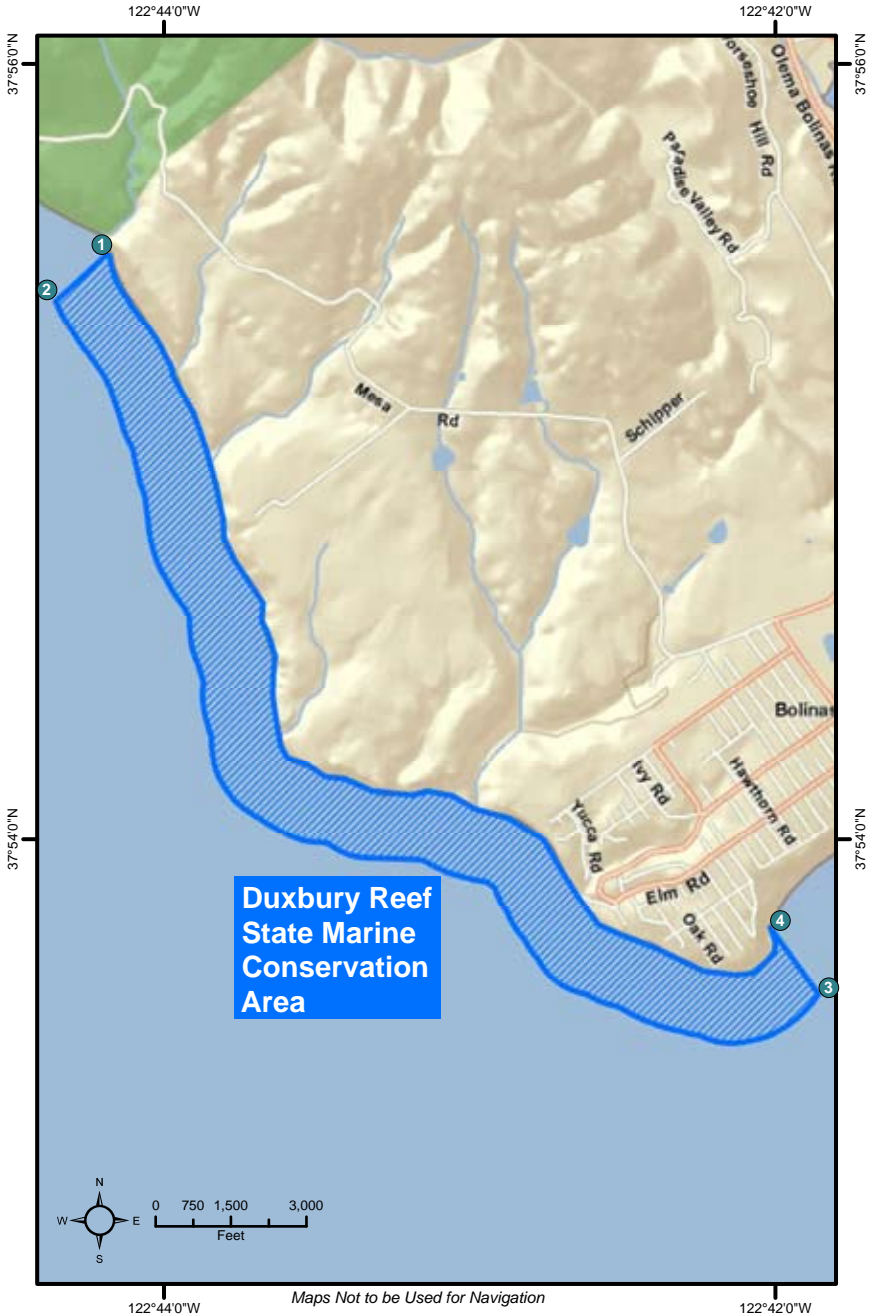 122°44'0"W
122°42'0"W
37°56'0"N
37°56'0"N
Horseshoe Hill Rd
Olema Bolinas
Paradise Valley Rd
1
2
Mesa Rd
Schipper
Bolinas
Ivy Rd
Hawthorn Rd
Yucca Rd
37°54'0"N
37°54'0"N
Elm Rd
Oak Rd
Duxbury Reef
State Marine
Conservation
Area
4
3
N
W
E
S
0 750 1,500 3,000
Feet
Maps Not to be Used for Navigation
122°44'0"W
122°42'0"W